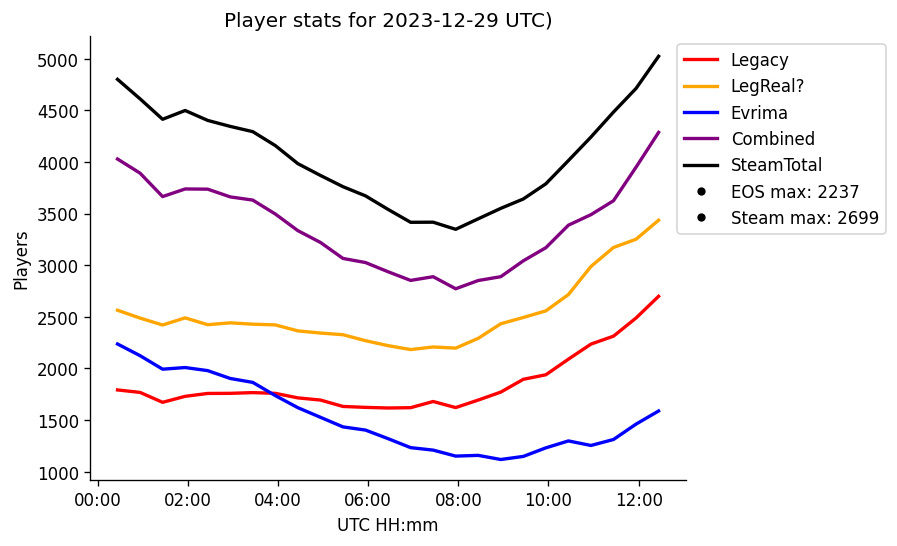 Player stats for 2023-12-29 UTC)
5000
4500
4000
3500
3000
2500
2000
1500
1000
Players
00:00 02:00 04:00 06:00 08:00 10:00 12:00
UTC HH:mm
Legacy
LegReal?
Evrima
Combined
SteamTotal
EOS max: 2237
Steam max: 2699